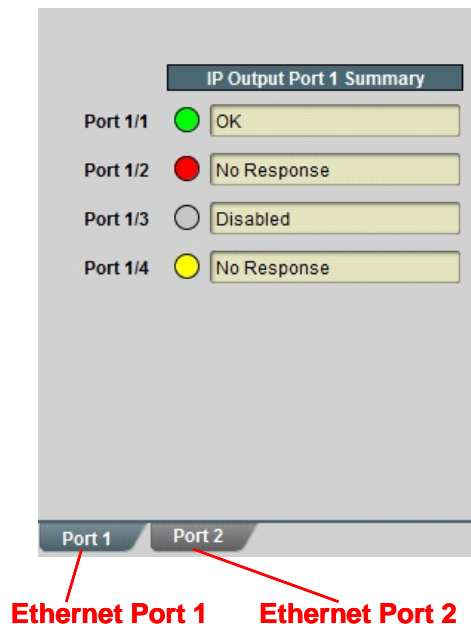 IP Output Port 1 Summary
Port 1/1 OK
Port 1/2 No Response
Port 1/3 Disabled
Port 1/4 No Response
Port 1 Port 2
Ethernet Port 1 Ethernet Port 2